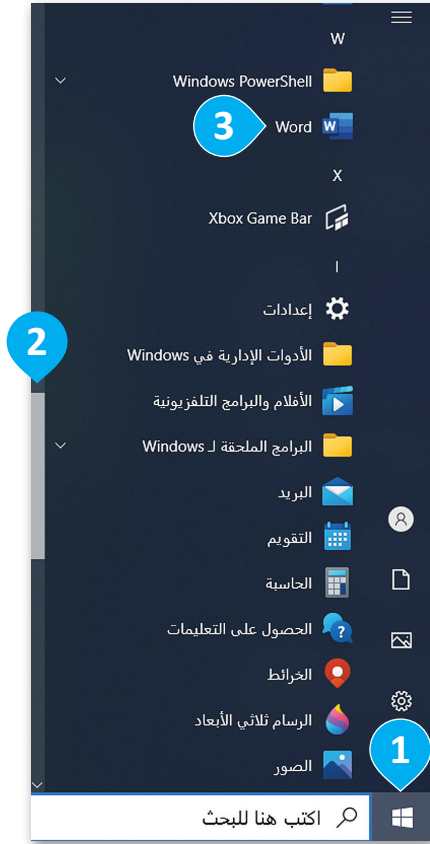 W
Windows PowerShell
3
Word
X
Xbox Game Bar
ا
إعدادات
2
الأدوات الإدارية في Windows
الأفلام والبرامج التلفزيونية
البرامج الملحقة لـ Windows
البريد
التقويم
الحاسبة
الحصول على التعليمات
الخرائط
الرسام ثلاثي الأبعاد
الصور
1
اكتب هنا للبحث